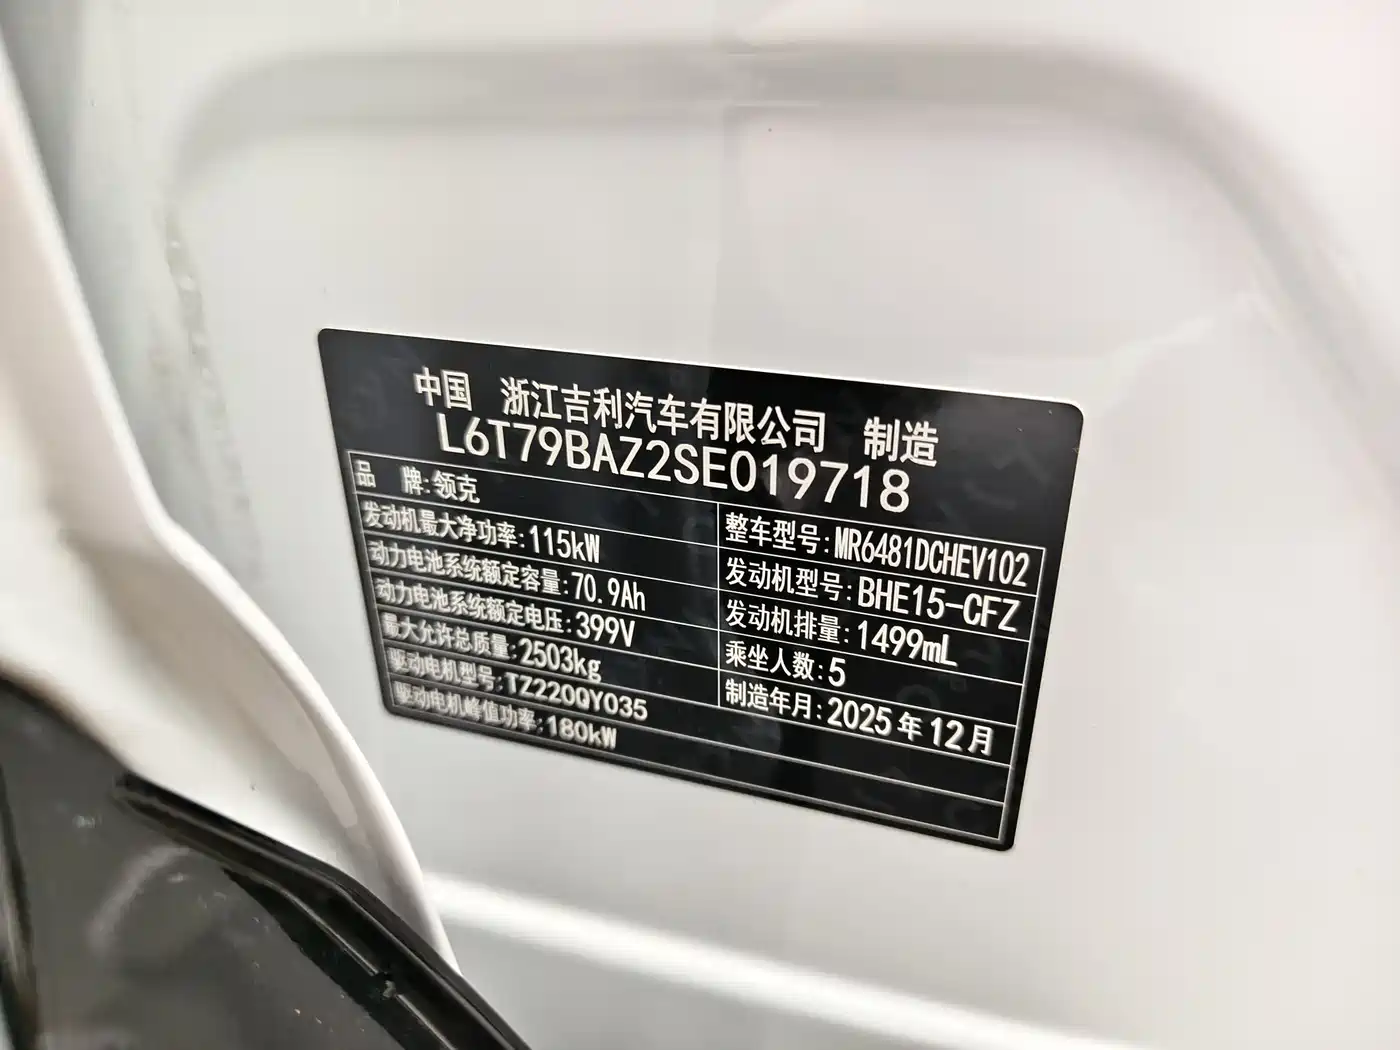 中国 浙江吉利汽车有限公司 制造
L6T79BAZ2SE019718
品 牌:领克
整车型号:MR6481DCHEV102
发动机最大净功率:115kW
发动机型号:BHE15-CFZ
动力电池系统额定容量:70.9Ah
发动机排量:1499mL
动力电池系统额定电压:399V
乘坐人数:5
最大允许总质量:2503kg
制造年月:2025年12月
驱动电机型号:TZ220QY035
驱动电机峰值功率:180kW